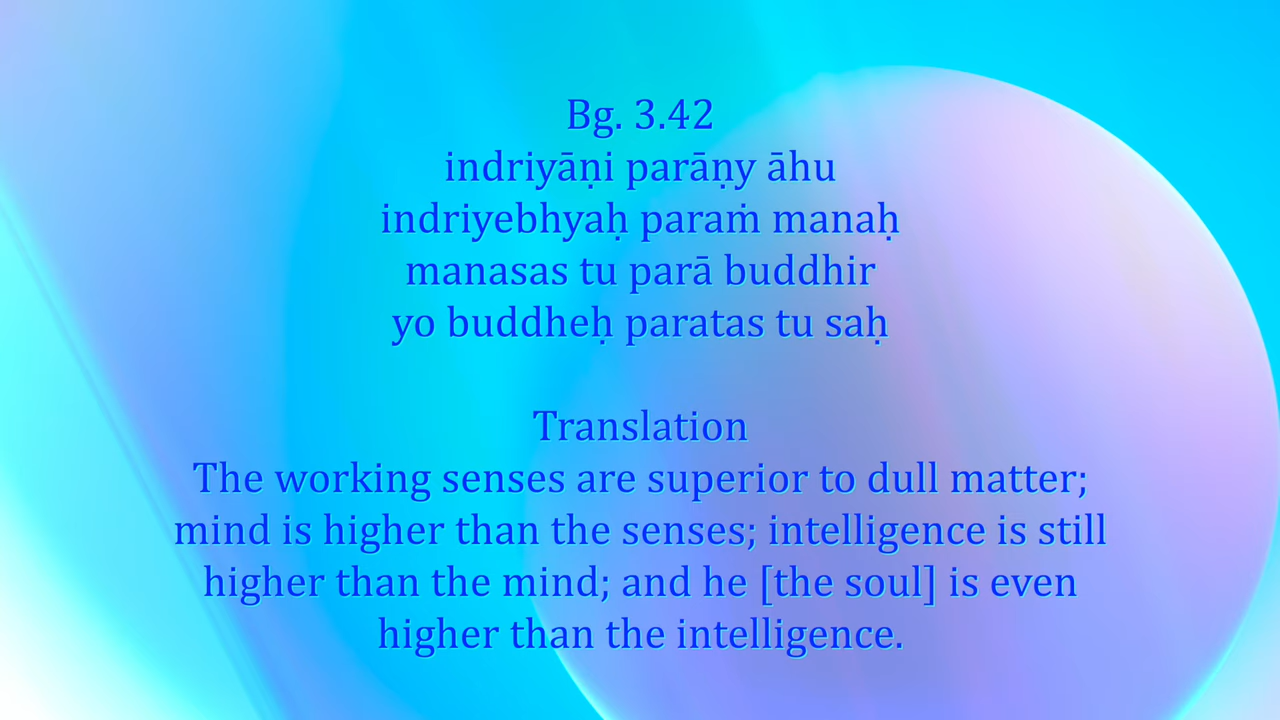 Bg. 3.42
indriyāṇi parāṇy āhu
indriyebhyaḥ paraṁ manaḥ
manasas tu parā buddhir
yo buddheḥ paratas tu saḥ
Translation
The working senses are superior to dull matter;
mind is higher than the senses; intelligence is still
higher than the mind; and he [the soul] is even
higher than the intelligence.